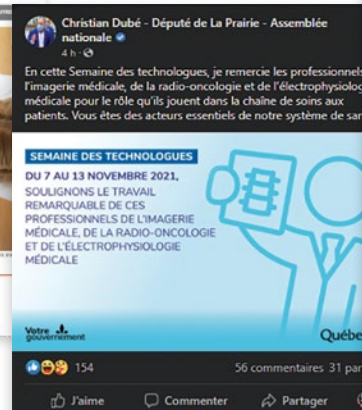 Christian Dubé - Député de La Prairie - Assemblée
nationale
4 h
En cette Semaine des technologues, je remercie les professionnels
l'imagerie médicale, de la radio-oncologie et de l'électrophysiolog
médicale pour le rôle qu'ils jouent dans la chaîne de soins aux
patients. Vous êtes des acteurs essentiels de notre système de san
SEMAINE DES TECHNOLOGUES
DU 7 AU 13 NOVEMBRE 2021,
SOULIGNONS LE TRAVAIL
REMARQUABLE DE CES
PROFESSIONNELS DE L'IMAGERIE
MÉDICALE, DE LA RADIO-ONCOLOGIE
ET DE L'ÉLECTROPHYSIOLOGIE
MÉDICALE
Votre
gouvernement
Québe
154
56 commentaires 31 par
J'aime
Commenter
Partager